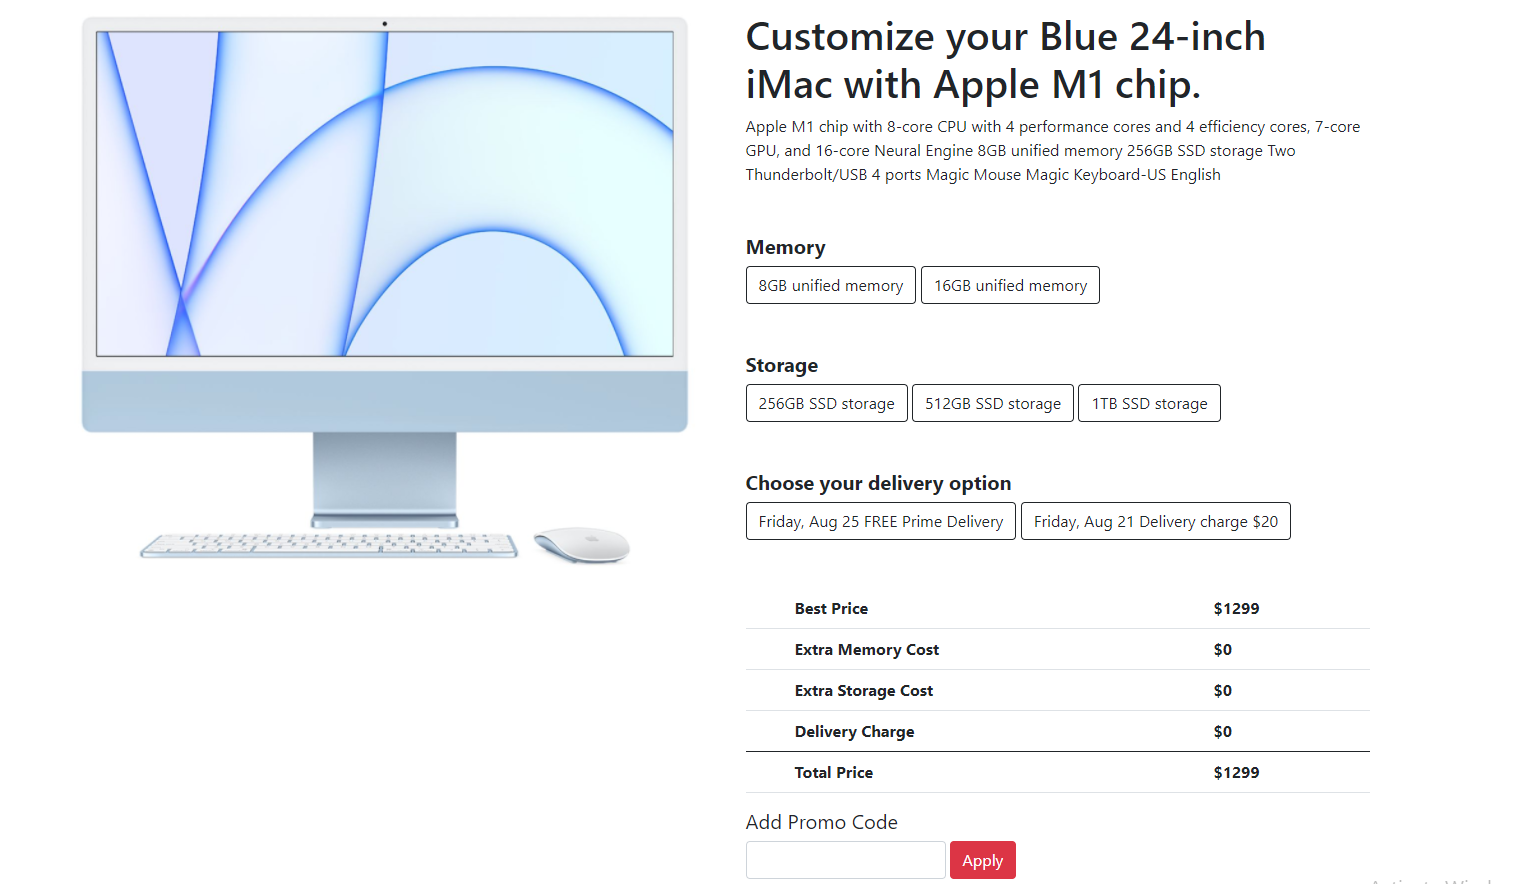 Customize your Blue 24-inch
iMac with Apple M1 chip.
Apple M1 chip with 8-core CPU with 4 performance cores and 4 efficiency cores, 7-core
GPU, and 16-core Neural Engine 8GB unified memory 256GB SSD storage Two
Thunderbolt/USB 4 ports Magic Mouse Magic Keyboard-US English
Memory
8GB unified memory 16GB unified memory
Storage
256GB SSD storage 512GB SSD storage 1TB SSD storage
Choose your delivery option
Friday, Aug 25 FREE Prime Delivery Friday, Aug 21 Delivery charge $20
Best Price $1299
Extra Memory Cost $0
Extra Storage Cost $0
Delivery Charge $0
Total Price $1299
Add Promo Code
Apply